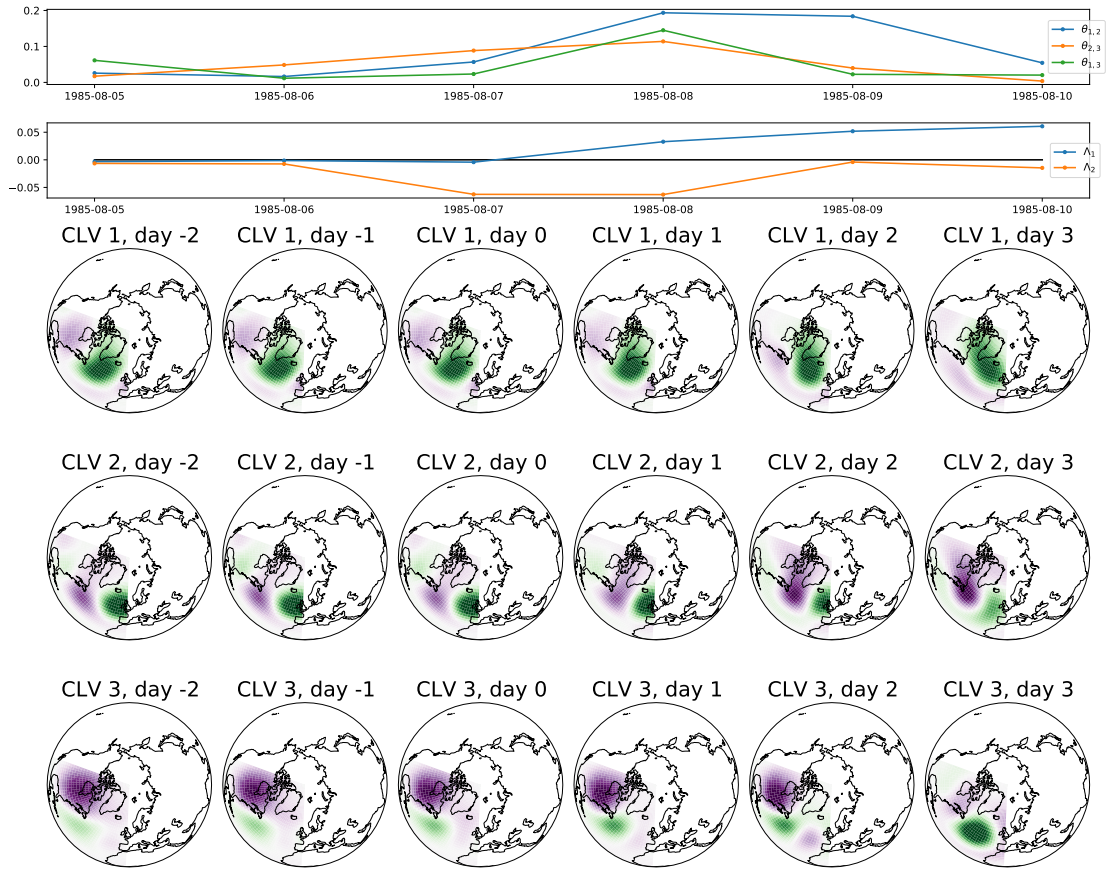 0.2
0.1
0.0
θ1,2
θ2,3
θ1,3
1985-08-05 1985-08-06 1985-08-07 1985-08-08 1985-08-09 1985-08-10
0.05
0.00
−0.05
Λ1
Λ2
1985-08-05 1985-08-06 1985-08-07 1985-08-08 1985-08-09 1985-08-10
CLV 1, day -2 CLV 1, day -1 CLV 1, day 0 CLV 1, day 1 CLV 1, day 2 CLV 1, day 3
CLV 2, day -2 CLV 2, day -1 CLV 2, day 0 CLV 2, day 1 CLV 2, day 2 CLV 2, day 3
CLV 3, day -2 CLV 3, day -1 CLV 3, day 0 CLV 3, day 1 CLV 3, day 2 CLV 3, day 3